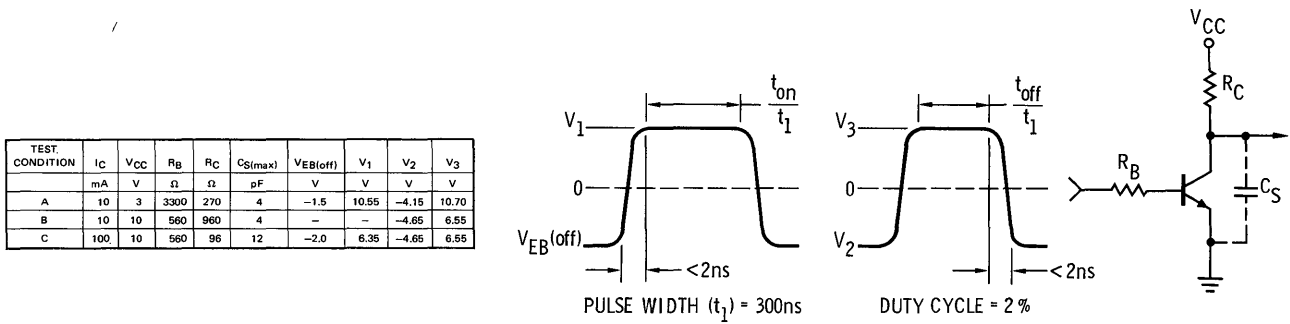 TEST.
CONDITION IC VCC RB RC CS(max) VEB(off) V1 V2 V3
mA V Ω Ω pF V V V V
A 10 3 3300 270 4 −1.5 10.55 −4.15 10.70
B 10 10 560 960 4 – – −4.65 6.55
C 100 10 560 96 12 −2.0 6.35 −4.65 6.55
ton
t1
V1
0
VEB(off)
<2ns
PULSE WIDTH (t1) = 300ns
toff
t1
V3
0
V2
<2ns
DUTY CYCLE = 2%
VCC
RC
RB
CS